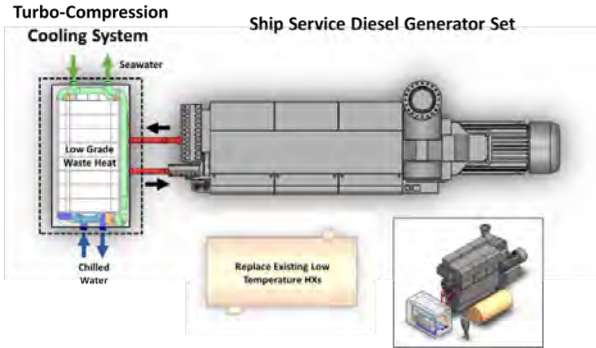 Turbo-Compression
Cooling System
Ship Service Diesel Generator Set
Seawater
Low Grade
Waste Heat
Chilled
Water
Replace Existing Low
Temperature HXs